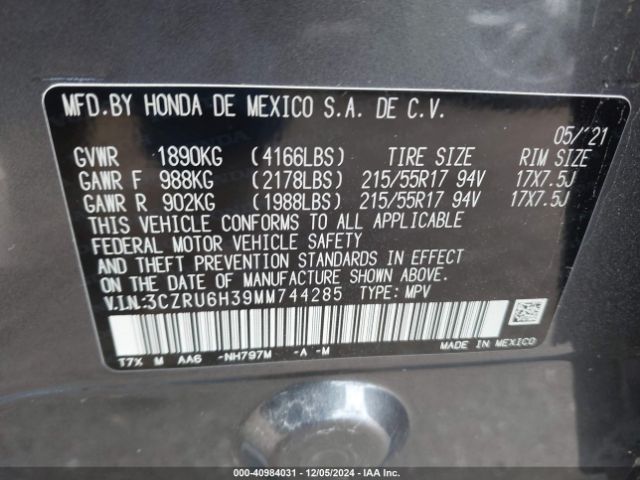 MFD.BY HONDA DE MEXICO S.A. DE C.V.
05/'21
GVWR 1890KG (4166LBS) TIRE SIZE RIM SIZE
GAWR F 988KG (2178LBS) 215/55R17 94V 17X7.5J
GAWR R 902KG (1988LBS) 215/55R17 94V 17X7.5J
THIS VEHICLE CONFORMS TO ALL APPLICABLE
FEDERAL MOTOR VEHICLE SAFETY
AND THEFT PREVENTION STANDARDS IN EFFECT
ON THE DATE OF MANUFACTURE SHOWN ABOVE.
V.I.N:3CZRU6H39MM744285 TYPE: MPV
T7X M AA6 -NH797M -A -M MADE IN MEXICO
000-40984031 - 12/05/2024 - IAA Inc.